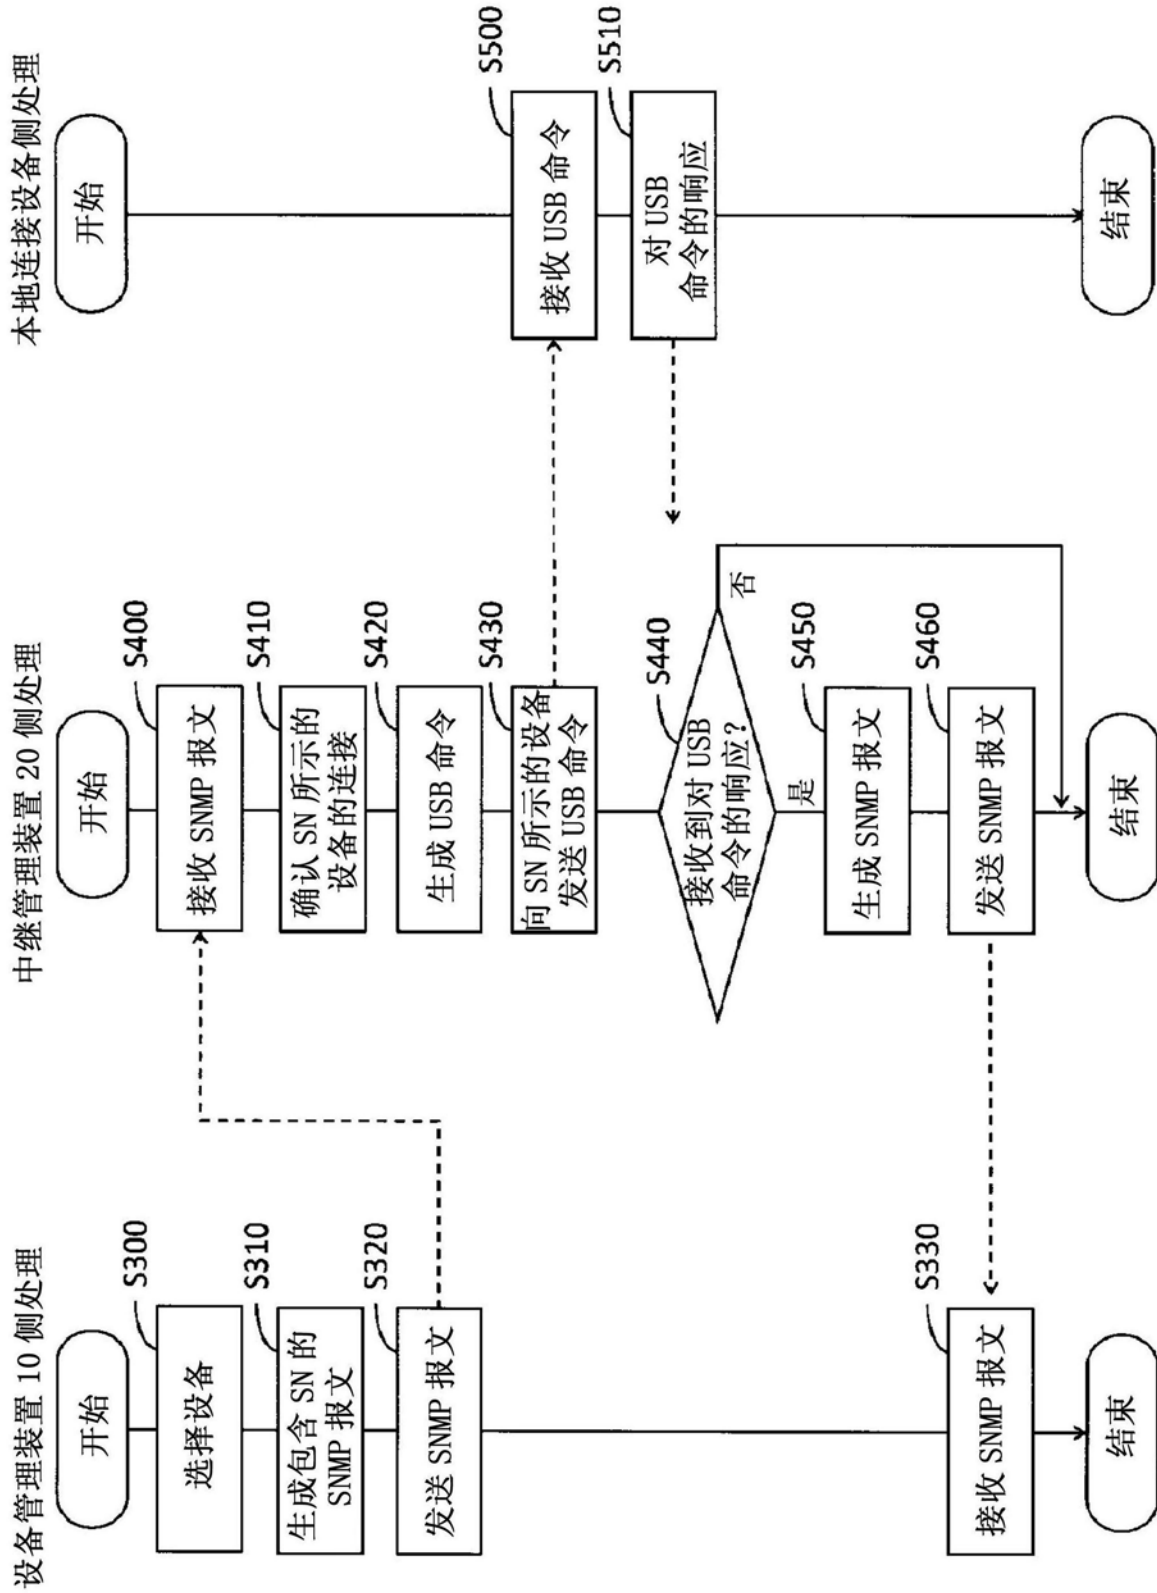 设备管理装置 10 侧处理
开始
S300
选择设备
S310
生成包含 SN 的
SNMP 报文
S320
发送 SNMP 报文
S330
接收 SNMP 报文
结束
中继管理装置 20 侧处理
开始
S400
接收 SNMP 报文
S410
确认 SN 所示的
设备的连接
S420
生成 USB 命令
S430
向 SN 所示的设备
发送 USB 命令
S440
接收到对 USB
命令的响应?
否
是
S450
生成 SNMP 报文
S460
发送 SNMP 报文
结束
本地连接设备侧处理
开始
S500
接收 USB 命令
S510
对 USB
命令的响应
结束